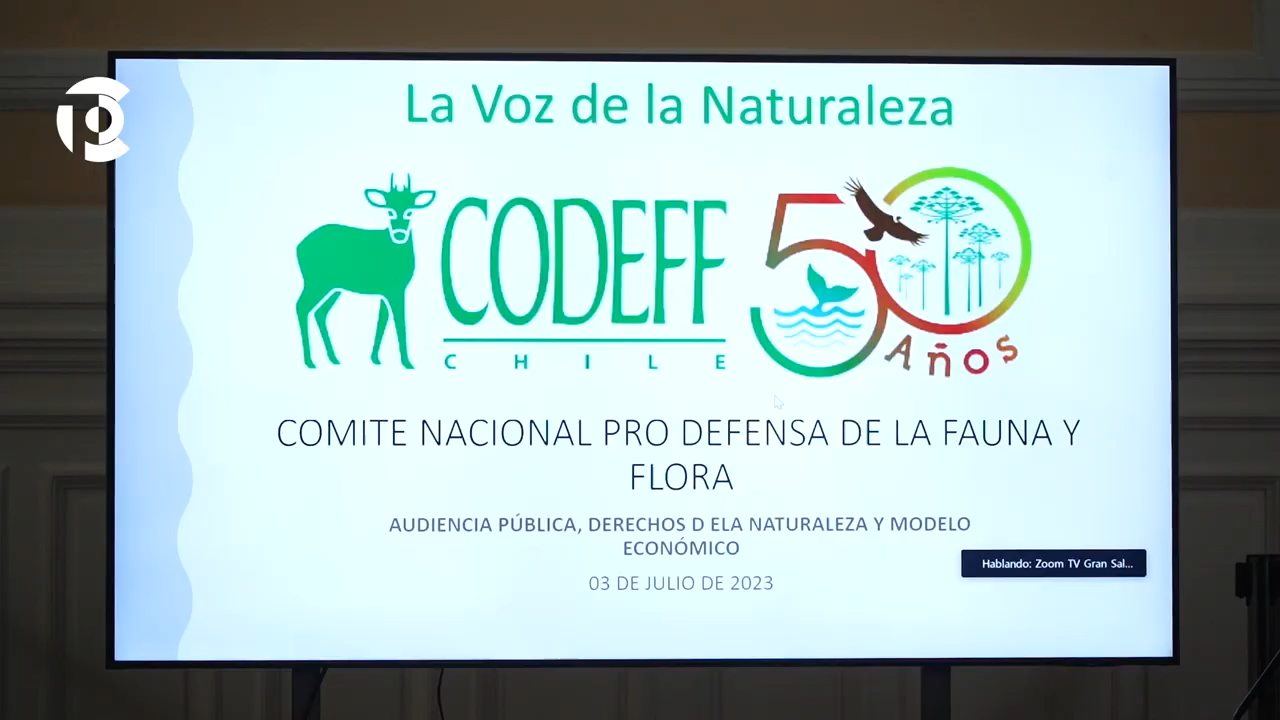 La Voz de la Naturaleza
CODEFF
CHILE
50
Años
COMITE NACIONAL PRO DEFENSA DE LA FAUNA Y
FLORA
AUDIENCIA PÚBLICA, DERECHOS D ELA NATURALEZA Y MODELO
ECONÓMICO
Hablando: Zoom TV Gran Sal...
03 DE JULIO DE 2023